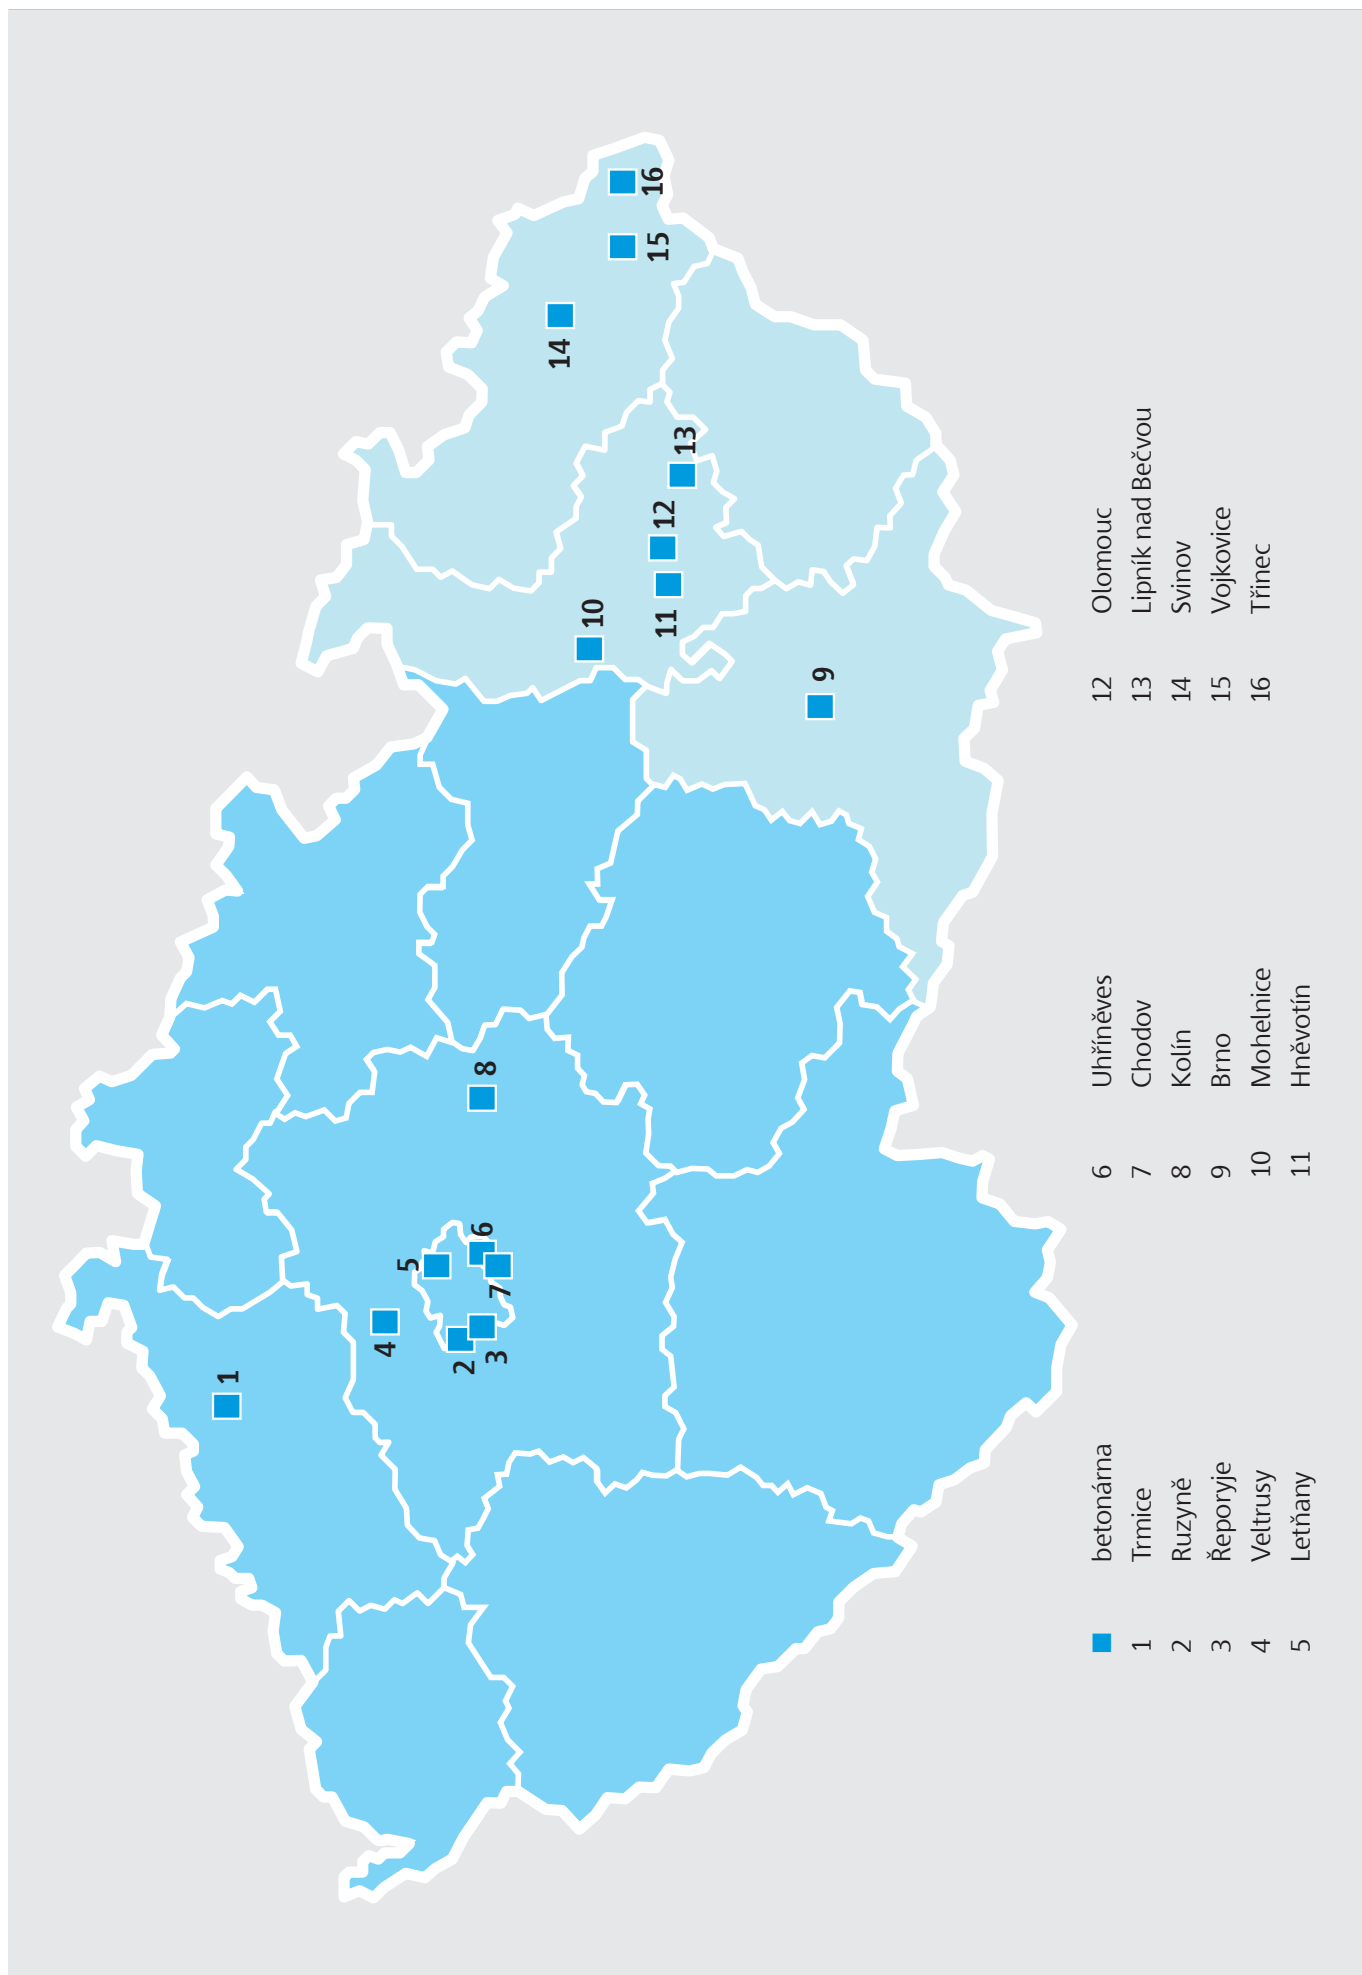 1
2
3
4
5
6
7
8
9
10
11
12
13
14
15
16
betonárna
1 Trmice
2 Ruzyně
3 Řeporyje
4 Veltrusy
5 Letňany
6 Uhříněves
7 Chodov
8 Kolín
9 Brno
10 Mohelnice
11 Hněvotín
12 Olomouc
13 Lipník nad Bečvou
14 Svinov
15 Vojkovice
16 Třinec